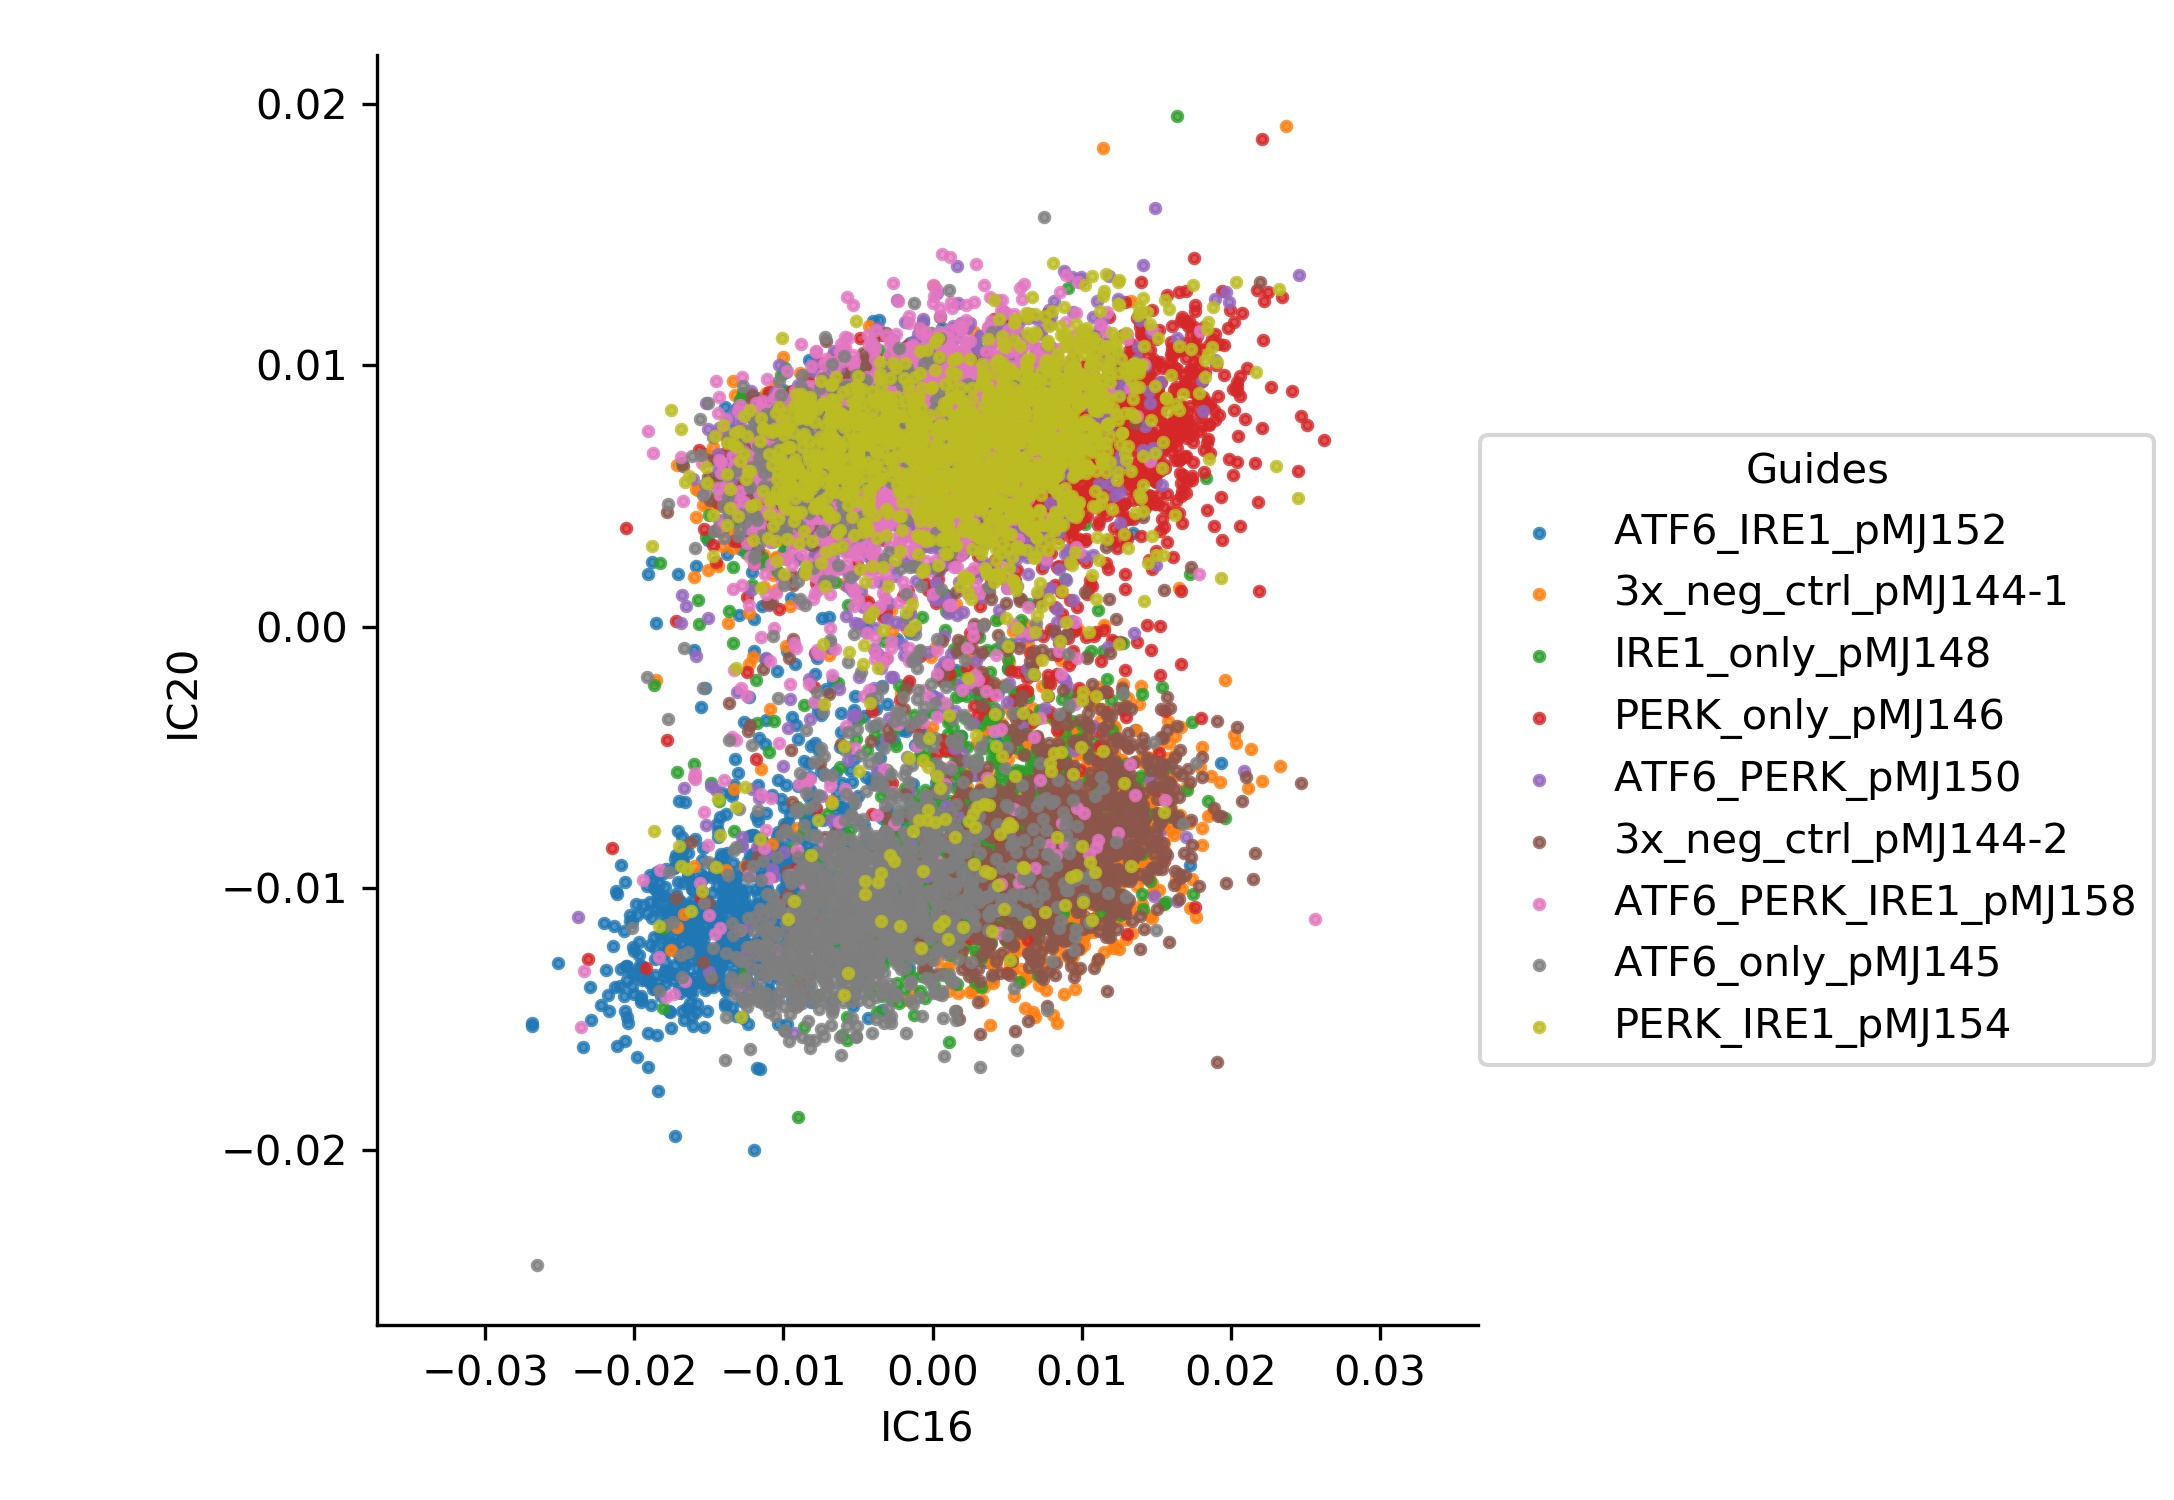 0.02
0.01
0.00
−0.01
−0.02
IC20
−0.03 −0.02 −0.01 0.00 0.01 0.02 0.03
IC16
Guides
ATF6_IRE1_pMJ152
3x_neg_ctrl_pMJ144-1
IRE1_only_pMJ148
PERK_only_pMJ146
ATF6_PERK_pMJ150
3x_neg_ctrl_pMJ144-2
ATF6_PERK_IRE1_pMJ158
ATF6_only_pMJ145
PERK_IRE1_pMJ154